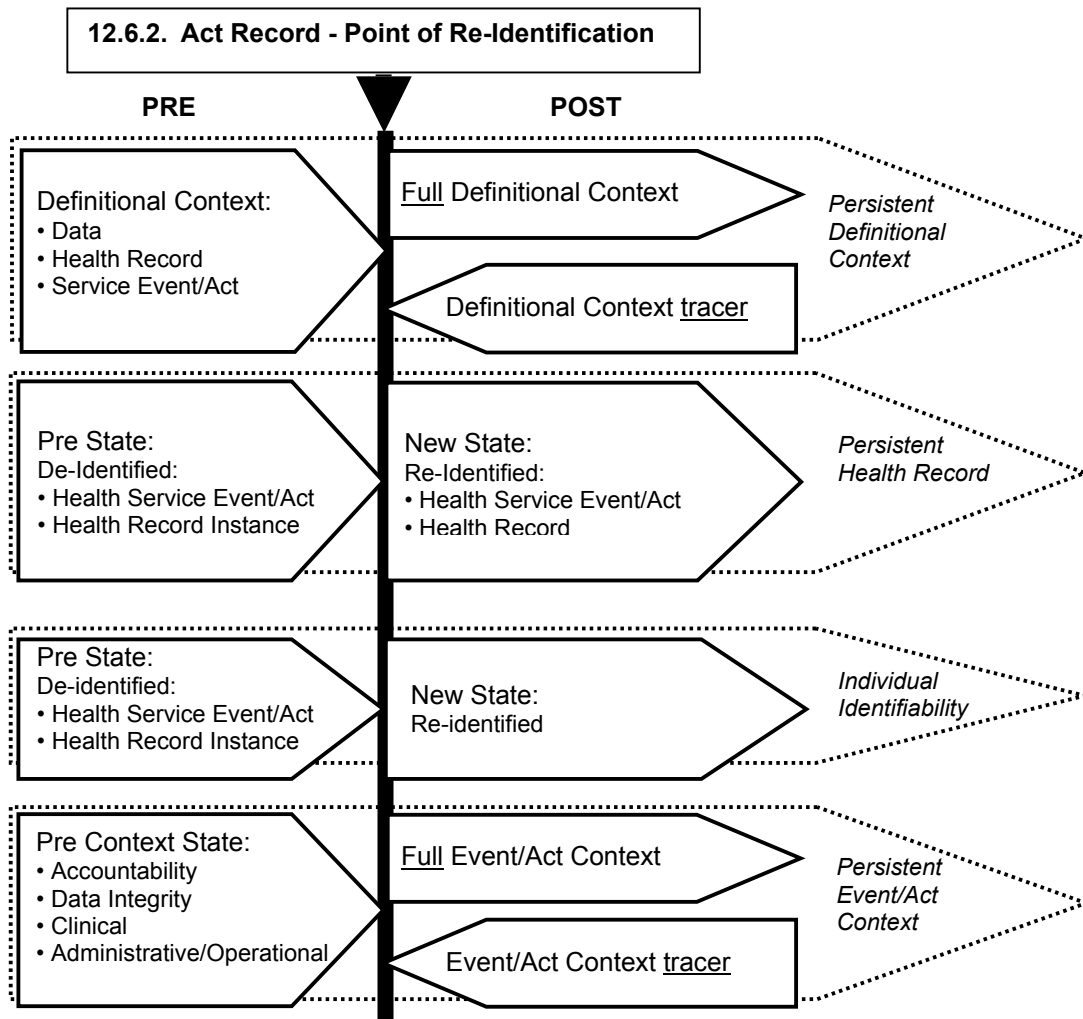 12.6.2.  Act Record - Point of Re-Identification
PRE
POST
Definitional Context:
• Data
• Health Record
• Service Event/Act
Full Definitional Context
Definitional Context tracer
Persistent
Definitional
Context
Pre State:
De-Identified:
• Health Service Event/Act
• Health Record Instance
New State:
Re-Identified:
• Health Service Event/Act
• Health Record
Persistent
Health Record
Pre State:
De-identified:
• Health Service Event/Act
• Health Record Instance
New State:
Re-identified
Individual
Identifiability
Pre Context State:
• Accountability
• Data Integrity
• Clinical
• Administrative/Operational
Full Event/Act Context
Event/Act Context tracer
Persistent
Event/Act
Context